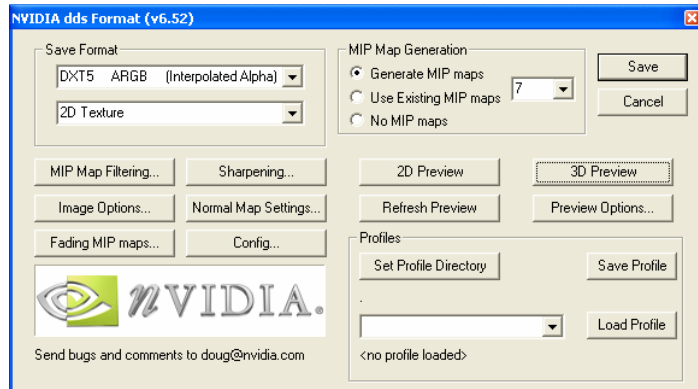 NVIDIA dds Format (v6.52)
Save Format
DXT5 ARGB (Interpolated Alpha)
2D Texture
MIP Map Generation
Generate MIP maps
Use Existing MIP maps
No MIP maps
7
Save
Cancel
MIP Map Filtering...
Sharpening...
Image Options...
Normal Map Settings...
Fading MIP maps...
Config...
2D Preview
3D Preview
Refresh Preview
Preview Options...
Profiles
Set Profile Directory
Save Profile
.
Load Profile
<no profile loaded>
nVIDIA.
Send bugs and comments to doug@nvidia.com